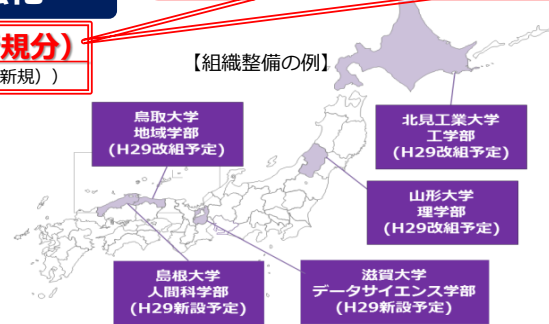 規分）
新規））
【組織整備の例】
鳥取大学
地域学部
(H29改組予定)
北見工業大学
工学部
(H29改組予定)
山形大学
理学部
(H29改組予定)
島根大学
人間科学部
(H29新設予定)
滋賀大学
データサイエンス学部
(H29新設予定)